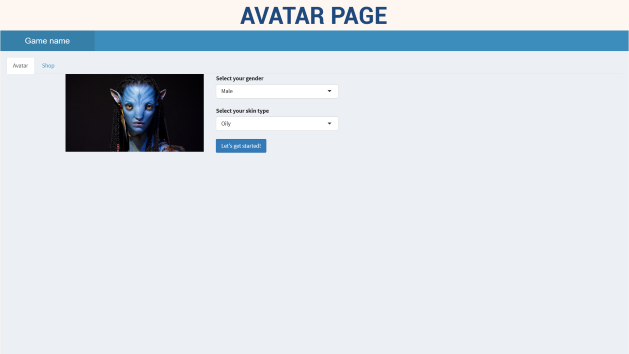 AVATAR PAGE
Game name
Avatar Shop
Select your gender
Male
Select your skin type
Oily
Let's get started!